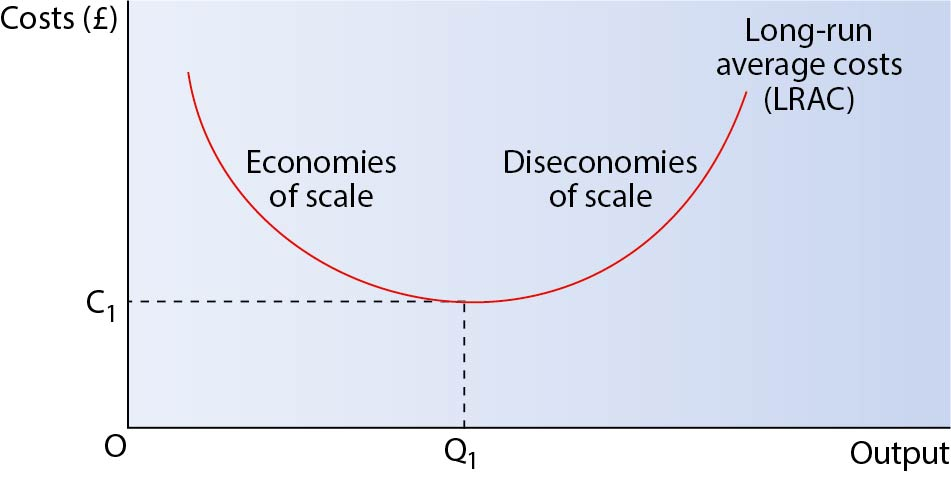 Costs (£)
Long-run
average costs
(LRAC)
Economies
of scale
Diseconomies
of scale
C₁
O
Q₁
Output